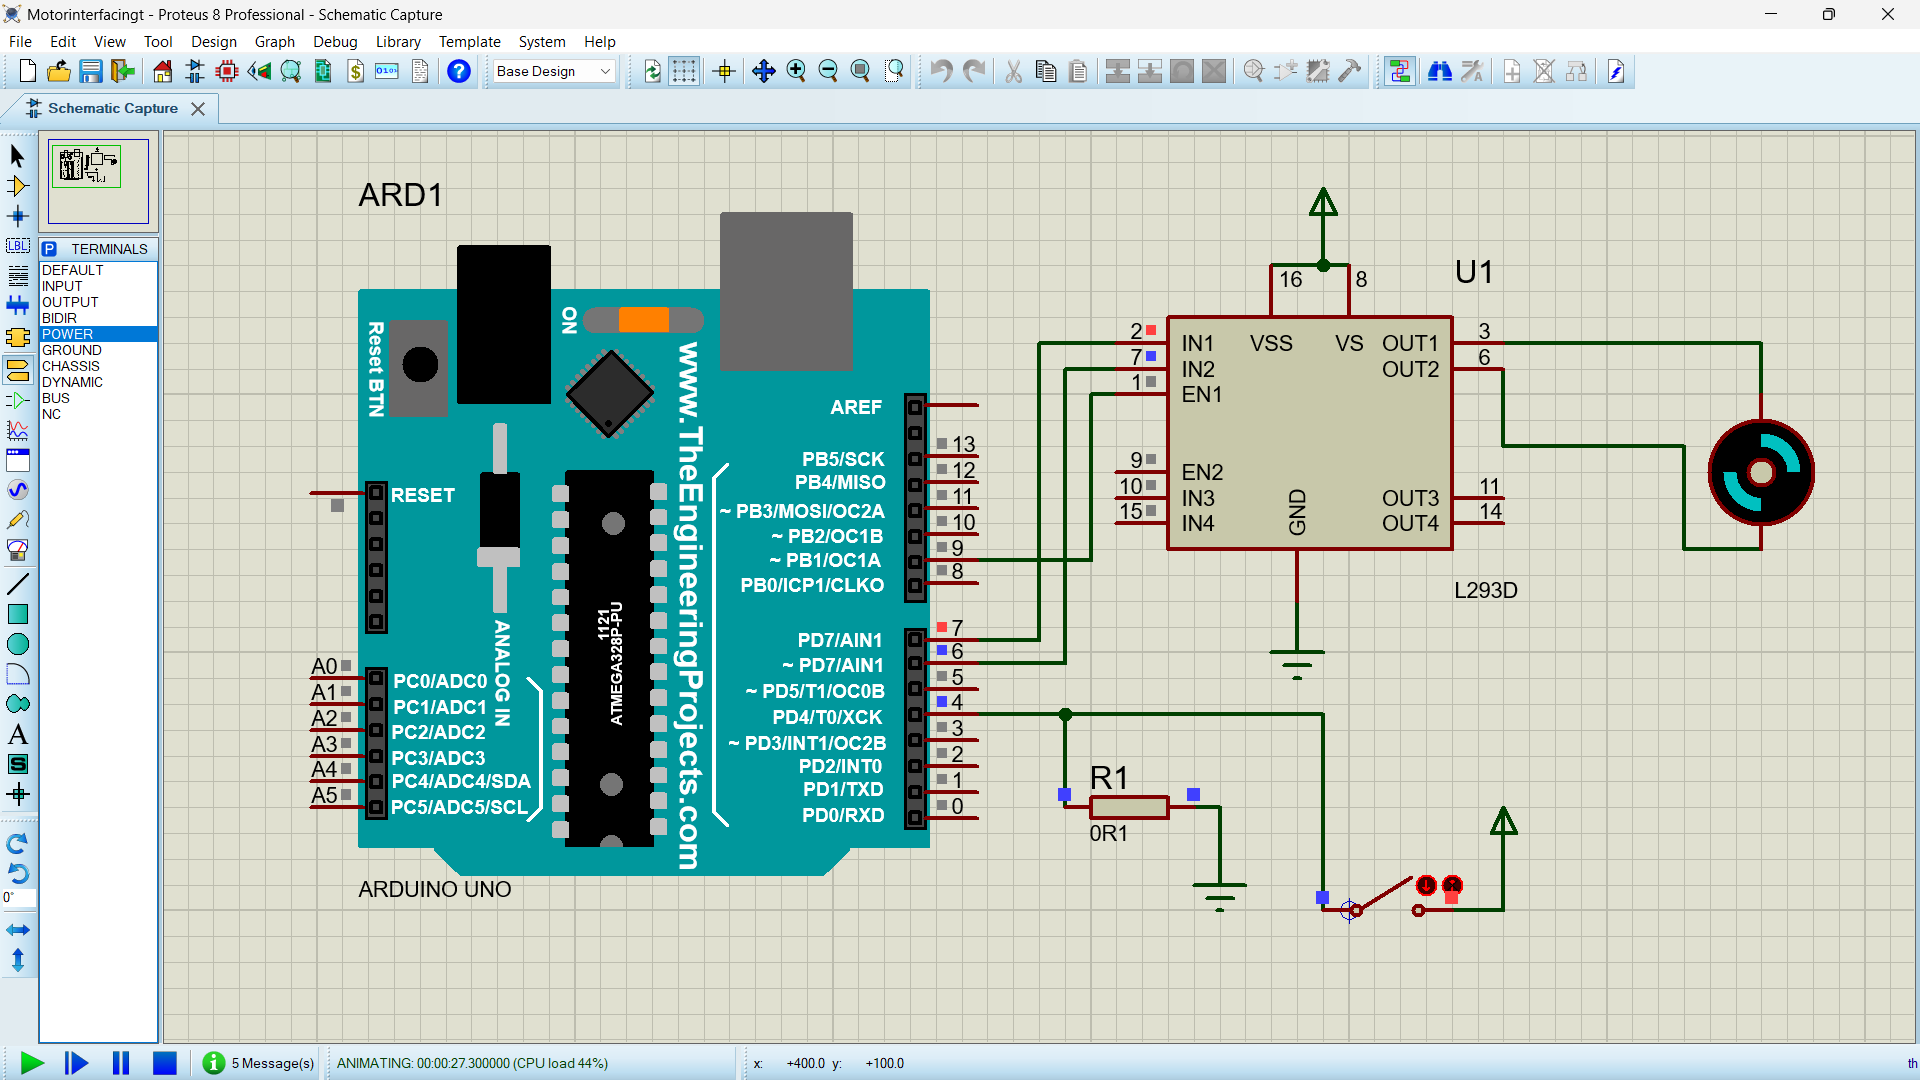 Motorinterfacingt - Proteus 8 Professional - Schematic Capture
File Edit View Tool Design Graph Debug Library Template System Help
Base Design
Schematic Capture
P TERMINALS
DEFAULT
INPUT
OUTPUT
BIDIR
POWER
GROUND
CHASSIS
DYNAMIC
BUS
NC
LBL
A
S
0°
ARD1
Reset BTN
ON
www.TheEngineeringProjects.com
ANALOG IN
1121
ATMEGA328P-PU
RESET
A0 PC0/ADC0
A1 PC1/ADC1
A2 PC2/ADC2
A3 PC3/ADC3
A4 PC4/ADC4/SDA
A5 PC5/ADC5/SCL
AREF
PB5/SCK 13
PB4/MISO 12
~ PB3/MOSI/OC2A 11
~ PB2/OC1B 10
~ PB1/OC1A 9
PB0/ICP1/CLKO 8
PD7/AIN1 7
~ PD7/AIN1 6
~ PD5/T1/OC0B 5
PD4/T0/XCK 4
~ PD3/INT1/OC2B 3
PD2/INT0 2
PD1/TXD 1
PD0/RXD 0
ARDUINO UNO
U1
16 8
2 IN1 VSS VS OUT1 3
7 IN2 OUT2 6
1 EN1
9 EN2
10 IN3 OUT3 11
15 IN4 OUT4 14
GND
L293D
R1
0R1
5 Message(s)
ANIMATING: 00:00:27.300000 (CPU load 44%)
x: +400.0 y: +100.0
th